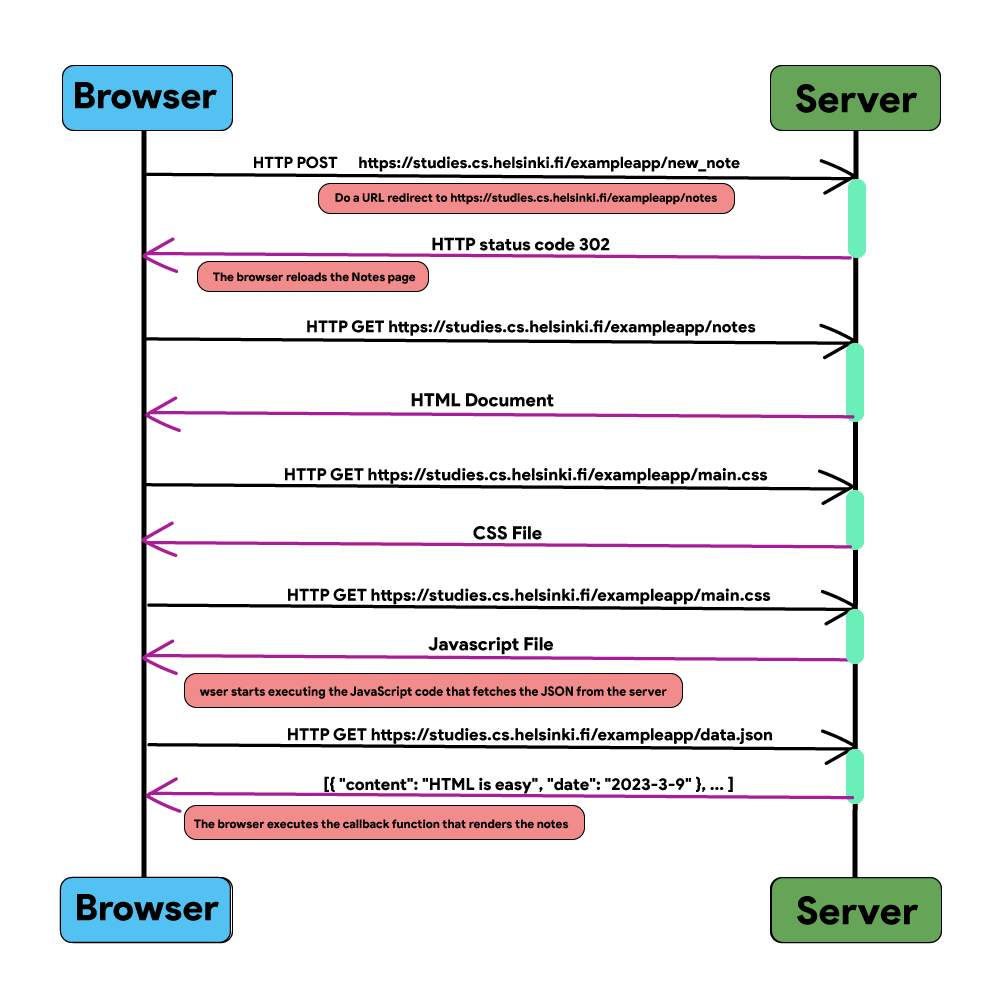 Browser
Server
HTTP POST https://studies.cs.helsinki.fi/exampleapp/new_note
Do a URL redirect to https://studies.cs.helsinki.fi/exampleapp/notes
HTTP status code 302
The browser reloads the Notes page
HTTP GET https://studies.cs.helsinki.fi/exampleapp/notes
HTML Document
HTTP GET https://studies.cs.helsinki.fi/exampleapp/main.css
CSS File
HTTP GET https://studies.cs.helsinki.fi/exampleapp/main.css
Javascript File
wser starts executing the JavaScript code that fetches the JSON from the server
HTTP GET https://studies.cs.helsinki.fi/exampleapp/data.json
[{ "content": "HTML is easy", "date": "2023-3-9" }, ... ]
The browser executes the callback function that renders the notes
Browser
Server